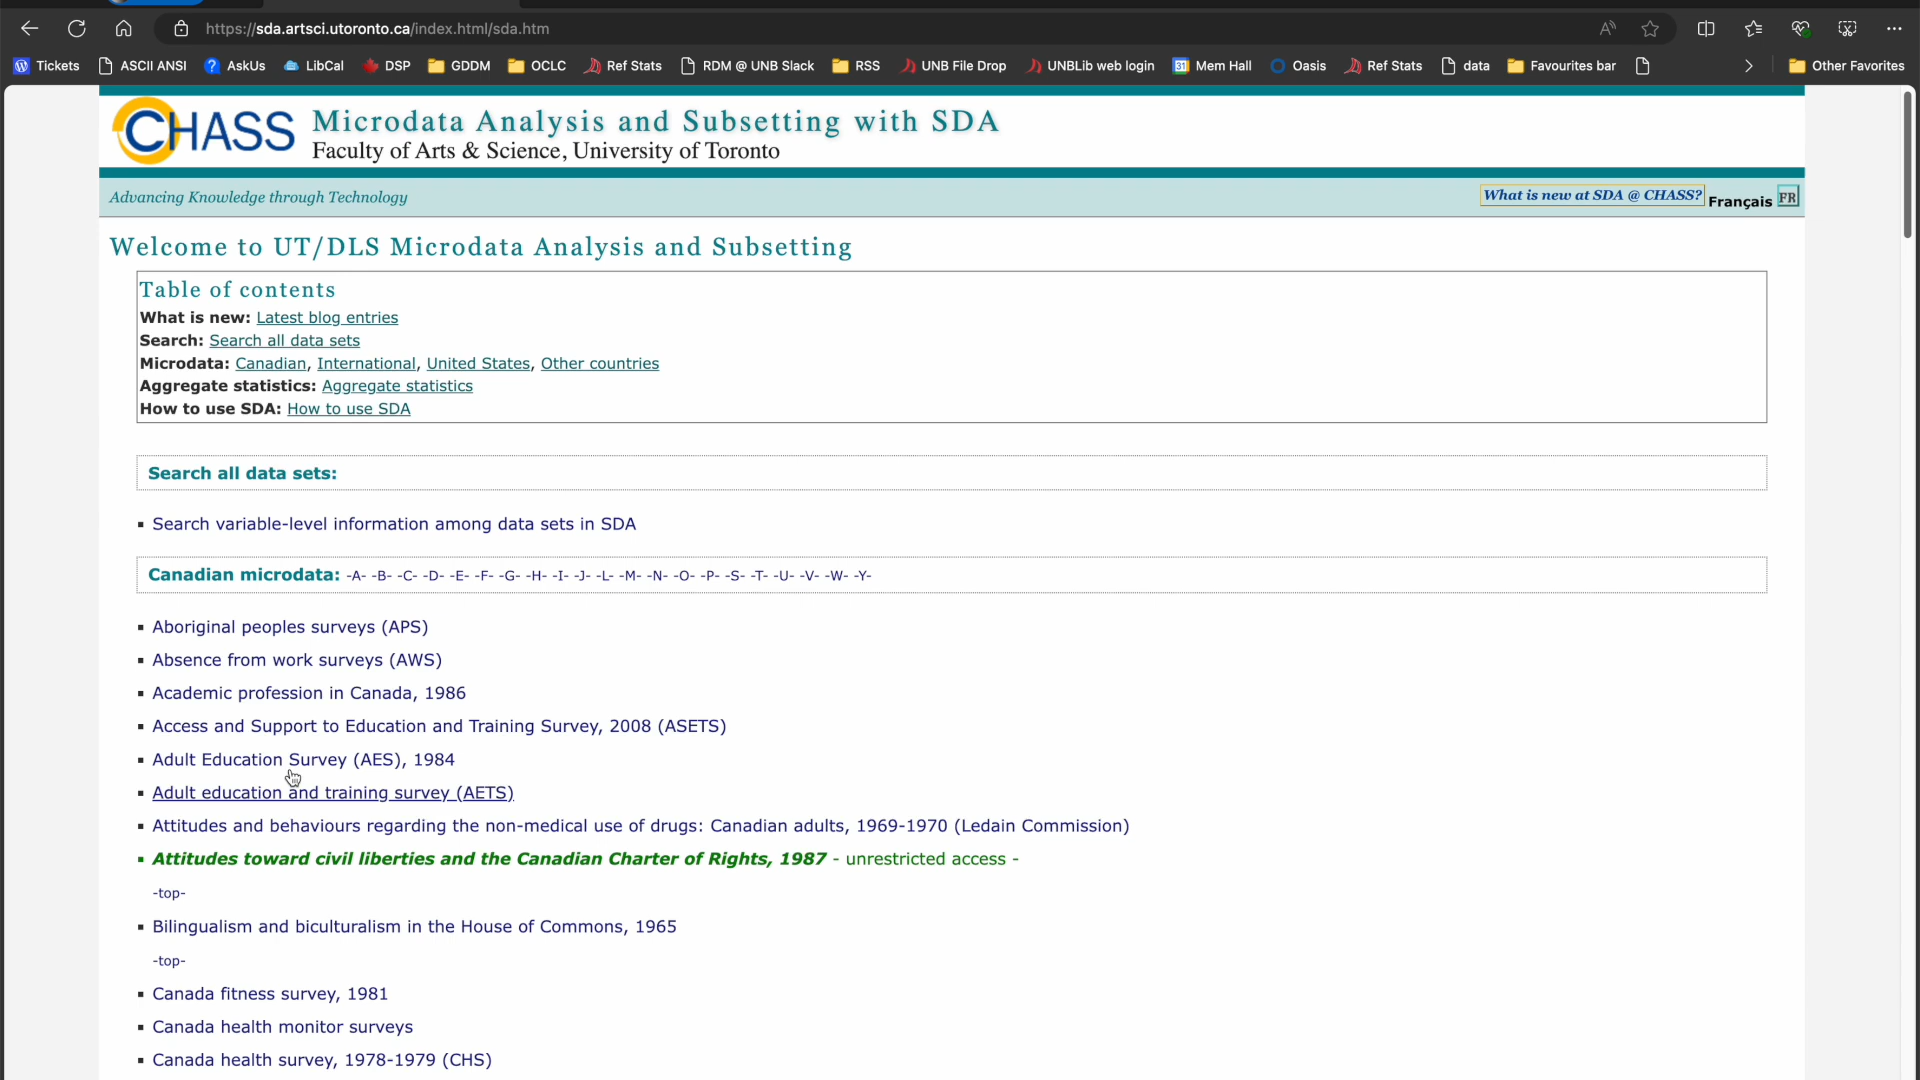 https://sda.artsci.utoronto.ca/index.html/sda.htm
Tickets ASCII ANSI AskUs LibCal DSP GDDM OCLC Ref Stats RDM @ UNB Slack RSS UNB File Drop UNBLib web login 31 Mem Hall Oasis Ref Stats data Favourites bar Other Favorites
CHASS
Microdata Analysis and Subsetting with SDA
Faculty of Arts & Science, University of Toronto
Advancing Knowledge through Technology
What is new at SDA @ CHASS? Français FR
Welcome to UT/DLS Microdata Analysis and Subsetting
Table of contents
What is new: Latest blog entries
Search: Search all data sets
Microdata: Canadian, International, United States, Other countries
Aggregate statistics: Aggregate statistics
How to use SDA: How to use SDA
Search all data sets:
Search variable-level information among data sets in SDA
Canadian microdata: -A- -B- -C- -D- -E- -F- -G- -H- -I- -J- -L- -M- -N- -O- -P- -S- -T- -U- -V- -W- -Y-
Aboriginal peoples surveys (APS)
Absence from work surveys (AWS)
Academic profession in Canada, 1986
Access and Support to Education and Training Survey, 2008 (ASETS)
Adult Education Survey (AES), 1984
Adult education and training survey (AETS)
Attitudes and behaviours regarding the non-medical use of drugs: Canadian adults, 1969-1970 (Ledain Commission)
Attitudes toward civil liberties and the Canadian Charter of Rights, 1987 - unrestricted access -
-top-
Bilingualism and biculturalism in the House of Commons, 1965
-top-
Canada fitness survey, 1981
Canada health monitor surveys
Canada health survey, 1978-1979 (CHS)